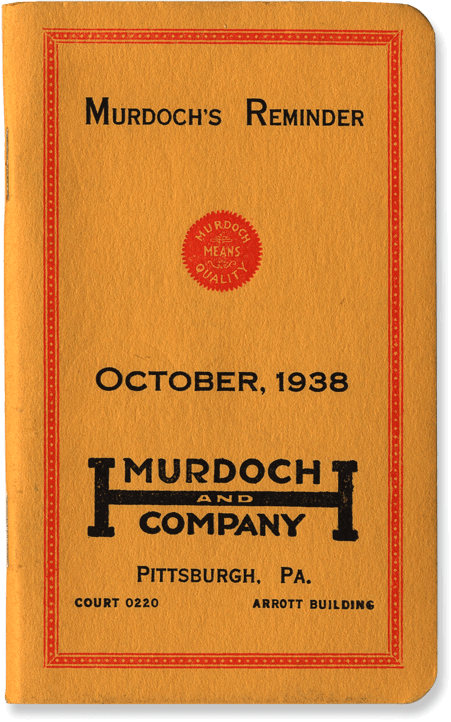 MURDOCH'S REMINDER
MURDOCH
MEANS
QUALITY
OCTOBER, 1938
MURDOCH
AND
COMPANY
PITTSBURGH, PA.
COURT 0220 ARROTT BUILDING